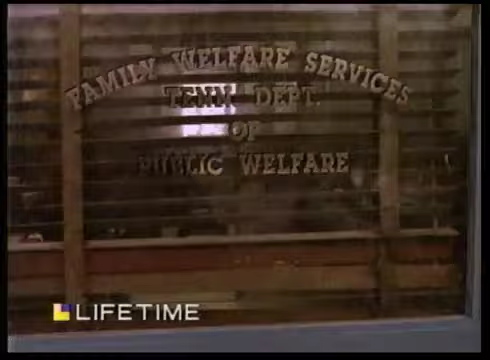 FAMILY WELFARE SERVICES
TENN DEPT.
OF
PUBLIC WELFARE
LIFETIME